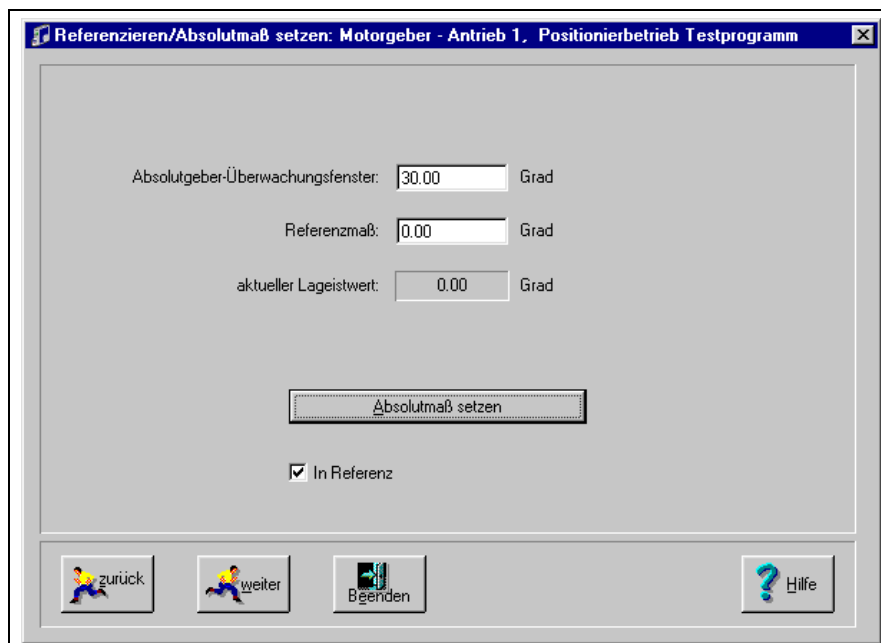 Referenzieren/Absolutmaß setzen: Motorgeber - Antrieb 1, Positionierbetrieb Testprogramm
Absolutgeber-Überwachungsfenster: 30.00 Grad
Referenzmaß: 0.00 Grad
aktueller Lageistwert: 0.00 Grad
Absolutmaß setzen
In Referenz
zurück weiter Beenden Hilfe